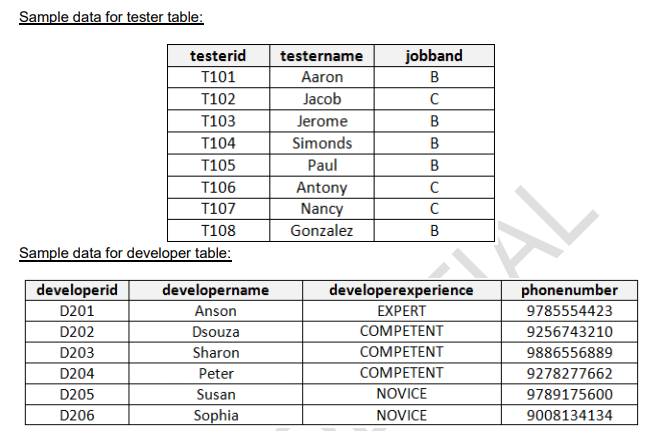 Sample data for tester table:
testerid testername jobband
T101 Aaron B
T102 Jacob C
T103 Jerome B
T104 Simonds B
T105 Paul B
T106 Antony C
T107 Nancy C
T108 Gonzalez B
Sample data for developer table:
developerid developername developerexperience phonenumber
D201 Anson EXPERT 9785554423
D202 Dsouza COMPETENT 9256743210
D203 Sharon COMPETENT 9886556889
D204 Peter COMPETENT 9278277662
D205 Susan NOVICE 9789175600
D206 Sophia NOVICE 9008134134